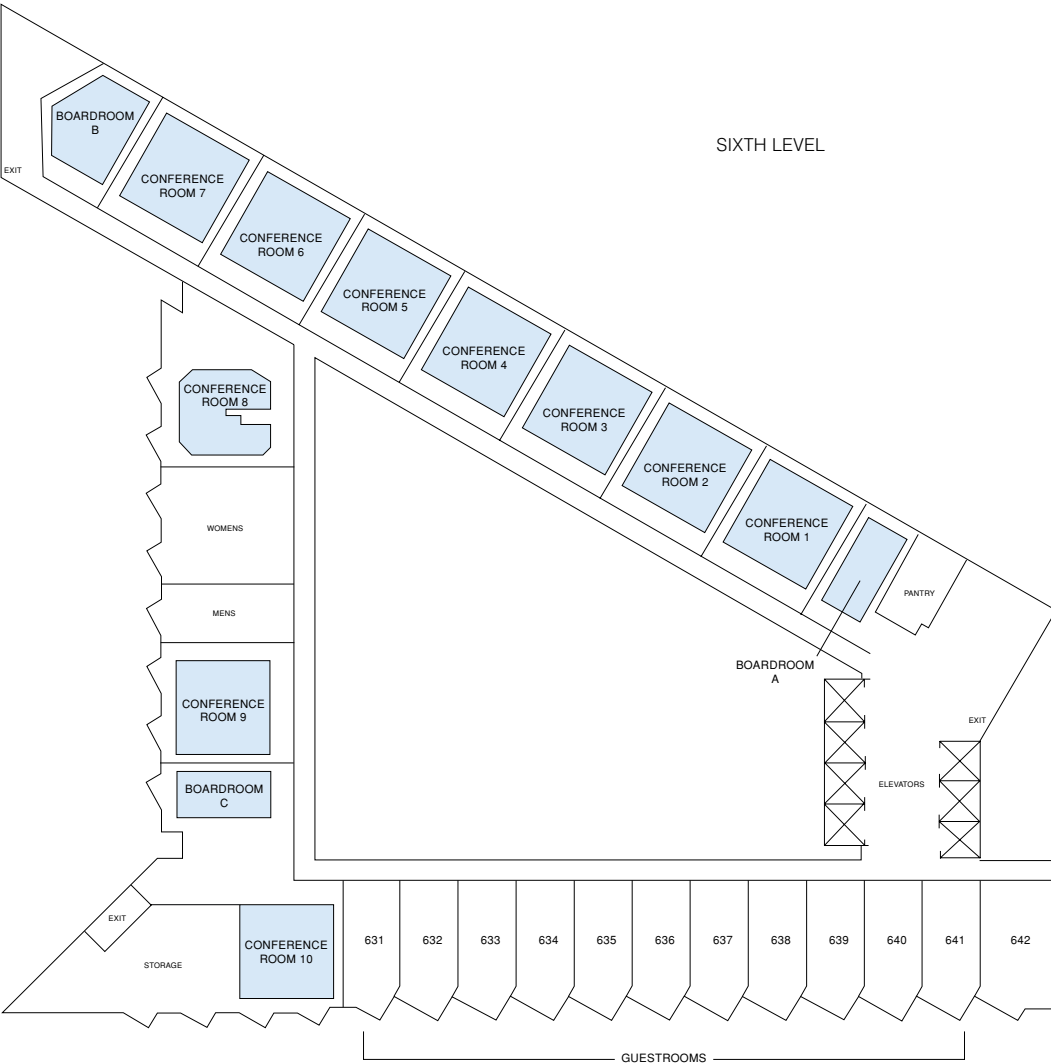 SIXTH LEVEL
BOARDROOM
B
EXIT
CONFERENCE
ROOM 7
CONFERENCE
ROOM 6
CONFERENCE
ROOM 5
CONFERENCE
ROOM 4
CONFERENCE
ROOM 3
CONFERENCE
ROOM 2
CONFERENCE
ROOM 1
CONFERENCE
ROOM 8
WOMENS
MENS
PANTRY
BOARDROOM
A
CONFERENCE
ROOM 9
EXIT
BOARDROOM
C
ELEVATORS
EXIT
CONFERENCE
ROOM 10
STORAGE
631
632
633
634
635
636
637
638
639
640
641
642
GUESTROOMS